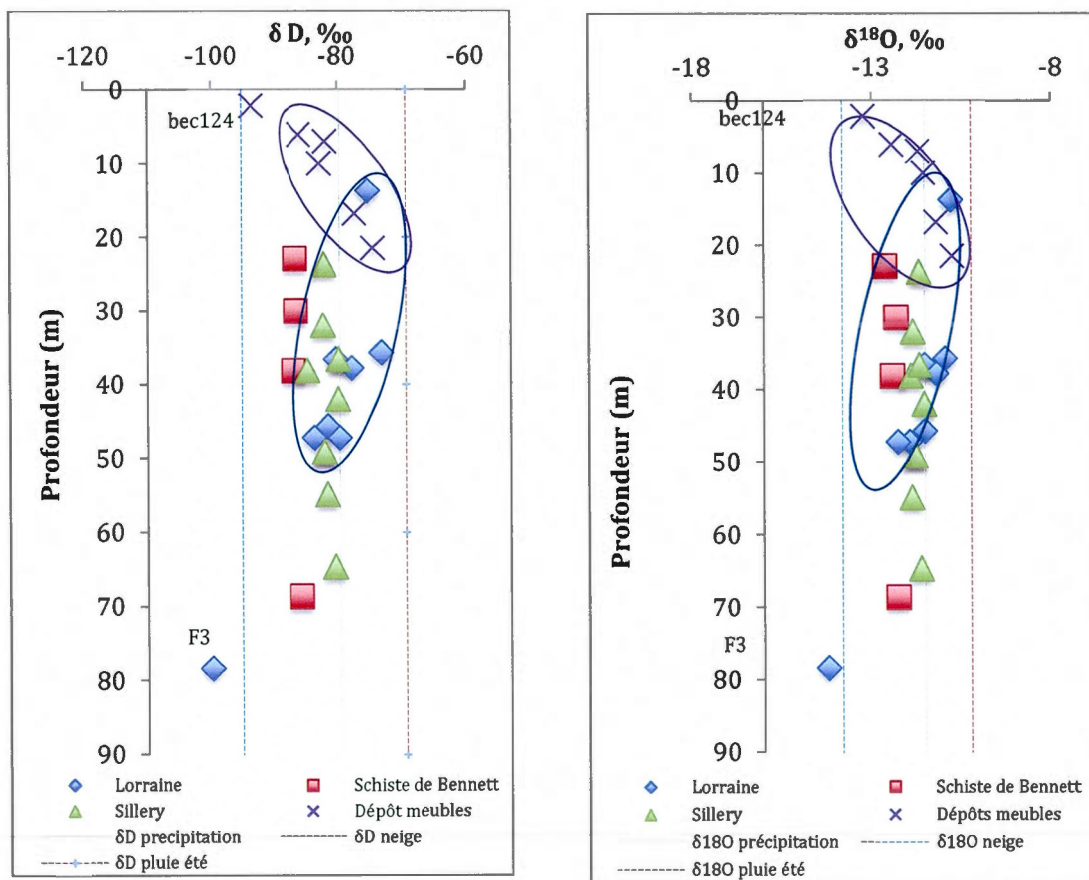 δ D, ‰
-120 -100 -80 -60
0
bec124
10
20
30
40
50
60
70
80
90
Profondeur (m)
F3
Lorraine Schiste de Bennett
Sillery Dépôt meubles
δD precipitation δD neige
δD pluie été
δ¹⁸O, ‰
-18 -13 -8
0
bec124
10
20
30
40
50
60
70
80
90
Profondeur (m)
F3
Lorraine Schiste de Bennett
Sillery Dépôts meubles
δ18O précipitation δ18O neige
δ18O pluie été